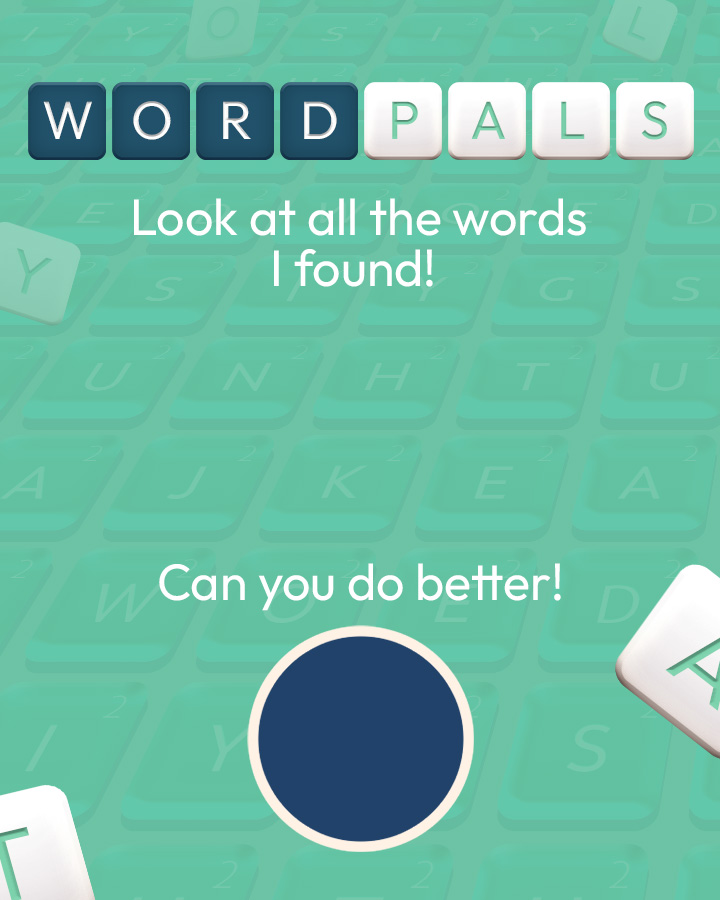 WORDPALS
Look at all the words
I found!
Can you do better!
Y
A
T